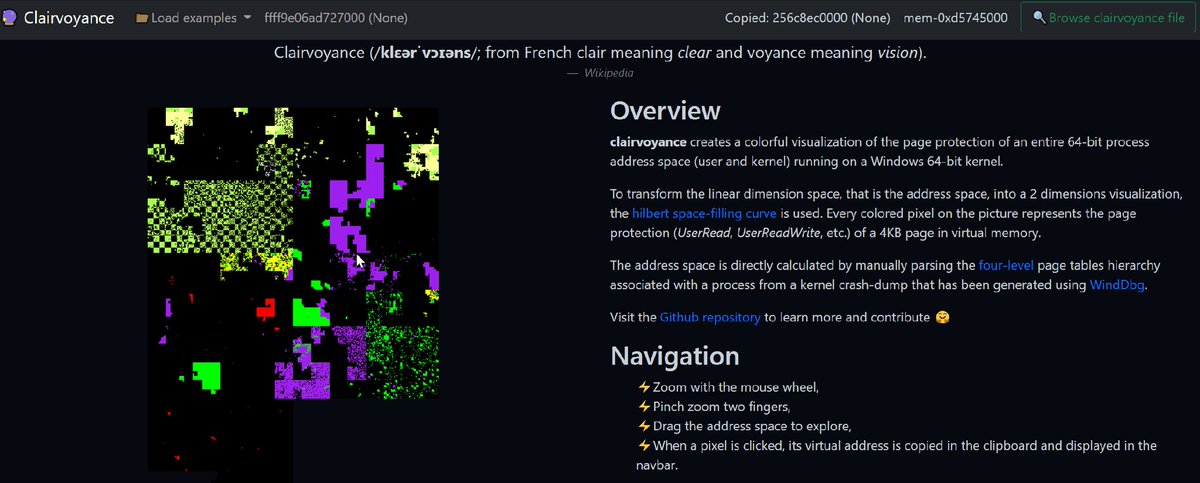 Clairvoyance Load examples ffff9e06ad727000 (None) Copied: 256c8ec0000 (None) mem-0xd5745000 Browse clairvoyance file
Clairvoyance (/klɛərˈvɔɪəns/; from French clair meaning clear and voyance meaning vision).
— Wikipedia
Overview
clairvoyance creates a colorful visualization of the page protection of an entire 64-bit process
address space (user and kernel) running on a Windows 64-bit kernel.
To transform the linear dimension space, that is the address space, into a 2 dimensions visualization,
the hilbert space-filling curve is used. Every colored pixel on the picture represents the page
protection (UserRead, UserReadWrite, etc.) of a 4KB page in virtual memory.
The address space is directly calculated by manually parsing the four-level page tables hierarchy
associated with a process from a kernel crash-dump that has been generated using WindDbg.
Visit the Github repository to learn more and contribute 🤗
Navigation
⚡Zoom with the mouse wheel,
⚡Pinch zoom two fingers,
⚡Drag the address space to explore,
⚡When a pixel is clicked, its virtual address is copied in the clipboard and displayed in the
navbar.